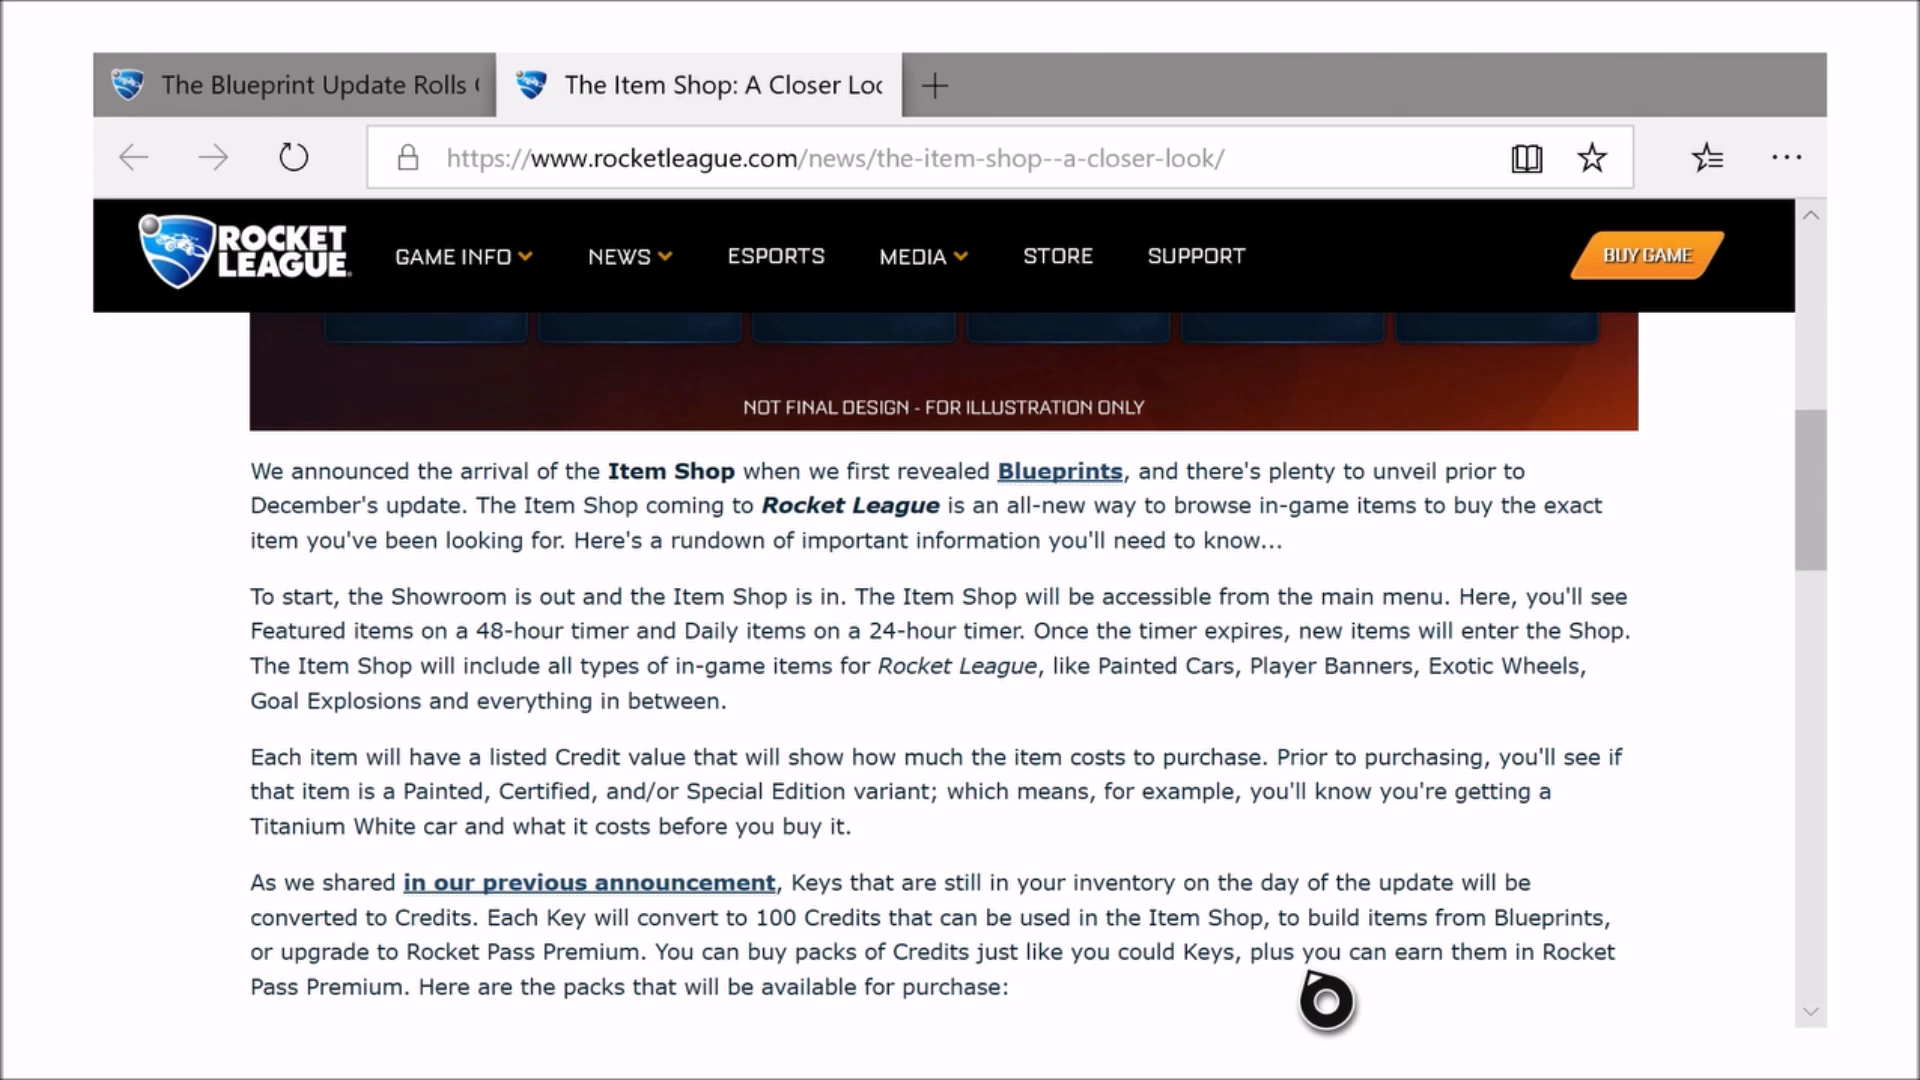 The Blueprint Update Rolls
The Item Shop: A Closer Loo
https://www.rocketleague.com/news/the-item-shop--a-closer-look/
ROCKET
LEAGUE
GAME INFO NEWS ESPORTS MEDIA STORE SUPPORT
BUY GAME
NOT FINAL DESIGN - FOR ILLUSTRATION ONLY
We announced the arrival of the Item Shop when we first revealed Blueprints, and there's plenty to unveil prior to
December's update. The Item Shop coming to Rocket League is an all-new way to browse in-game items to buy the exact
item you've been looking for. Here's a rundown of important information you'll need to know...
To start, the Showroom is out and the Item Shop is in. The Item Shop will be accessible from the main menu. Here, you'll see
Featured items on a 48-hour timer and Daily items on a 24-hour timer. Once the timer expires, new items will enter the Shop.
The Item Shop will include all types of in-game items for Rocket League, like Painted Cars, Player Banners, Exotic Wheels,
Goal Explosions and everything in between.
Each item will have a listed Credit value that will show how much the item costs to purchase. Prior to purchasing, you'll see if
that item is a Painted, Certified, and/or Special Edition variant; which means, for example, you'll know you're getting a
Titanium White car and what it costs before you buy it.
As we shared in our previous announcement, Keys that are still in your inventory on the day of the update will be
converted to Credits. Each Key will convert to 100 Credits that can be used in the Item Shop, to build items from Blueprints,
or upgrade to Rocket Pass Premium. You can buy packs of Credits just like you could Keys, plus you can earn them in Rocket
Pass Premium. Here are the packs that will be available for purchase: